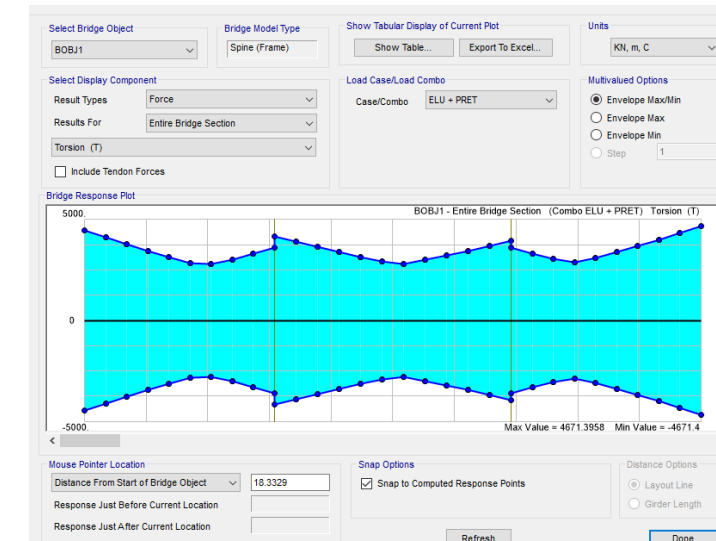 Select Bridge Object
BOBJ1
Bridge Model Type
Spine (Frame)
Show Tabular Display of Current Plot
Show Table...
Export To Excel...
Units
KN, m, C
Select Display Component
Result Types
Force
Results For
Entire Bridge Section
Torsion (T)
Include Tendon Forces
Load Case/Load Combo
Case/Combo
ELU + PRET
Multivalued Options
Envelope Max/Min
Envelope Max
Envelope Min
Step
1
Bridge Response Plot
BOBJ1 - Entire Bridge Section (Combo ELU + PRET) Torsion (T)
5000.
0
-5000.
Max Value = 4671.3958 Min Value = -4671.4
Mouse Pointer Location
Distance From Start of Bridge Object
18.3329
Response Just Before Current Location
Response Just After Current Location
Snap Options
Snap to Computed Response Points
Distance Options
Layout Line
Girder Length
Refresh
Done